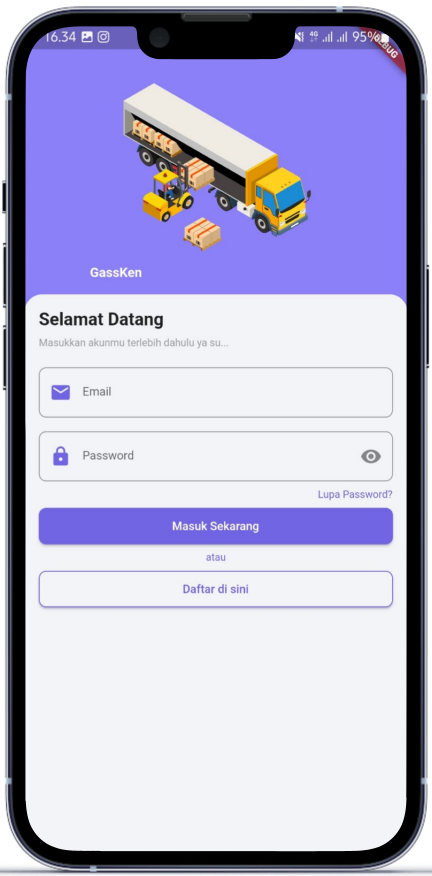 16.34
4G
95%
GassKen
Selamat Datang
Masukkan akunmu terlebih dahulu ya su...
Email
Password
Lupa Password?
Masuk Sekarang
atau
Daftar di sini